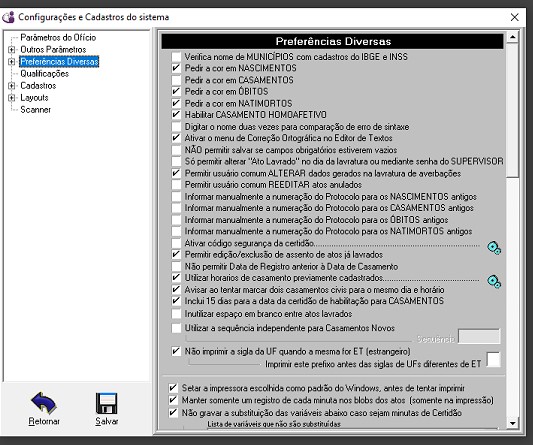 Configurações e Cadastros do sistema
Parâmetros do Ofício
Outros Parâmetros
Preferências Diversas
Qualificações
Cadastros
Layouts
Scanner
Retornar
Salvar
Preferências Diversas
Verifica nome de MUNICÍPIOS com cadastros do IBGE e INSS
Pedir a cor em NASCIMENTOS
Pedir a cor em CASAMENTOS
Pedir a cor em ÓBITOS
Pedir a cor em NATIMORTOS
Habilitar CASAMENTO HOMOAFETIVO
Digitar o nome duas vezes para comparação de erro de sintaxe
Ativar o menu de Correção Ortográfica no Editor de Textos
NÃO permitir salvar se campos obrigatórios estiverem vazios
Só permitir alterar "Ato Lavrado" no dia da lavratura ou mediante senha do SUPERVISOR
Permitir usuário comum ALTERAR dados gerados na lavratura de averbações
Permitir usuário comum REEDITAR atos anulados
Informar manualmente a numeração do Protocolo para os NASCIMENTOS antigos
Informar manualmente a numeração do Protocolo para os CASAMENTOS antigos
Informar manualmente a numeração do Protocolo para os ÓBITOS antigos
Informar manualmente a numeração do Protocolo para os NATIMORTOS antigos
Ativar código segurança da certidão
Permitir edição/exclusão de assento de atos já lavrados
Não permitir Data de Registro anterior à Data de Casamento
Utilizar horarios de casamento previamente cadastrados
Avisar ao tentar marcar dois casamentos civis para o mesmo dia e horário
Inclui 15 dias para a data da certidão de habilitação para CASAMENTOS
Inutilizar espaço em branco entre atos lavrados
Utilizar a sequência independente para Casamentos Novos
Sequência
Não imprimir a sigla da UF quando a mesma for ET (estrangeiro)
Imprimir este prefixo antes das siglas de UFs diferentes de ET
Setar a impressora escolhida como padrão do Windows, antes de tentar imprimir
Manter somente um registro de cada minuta nos blobs dos atos (somente na impressão)
Não gravar a substituição das variáveis abaixo caso sejam minutas de Certidão
Lista de variáveis que não são substituídas